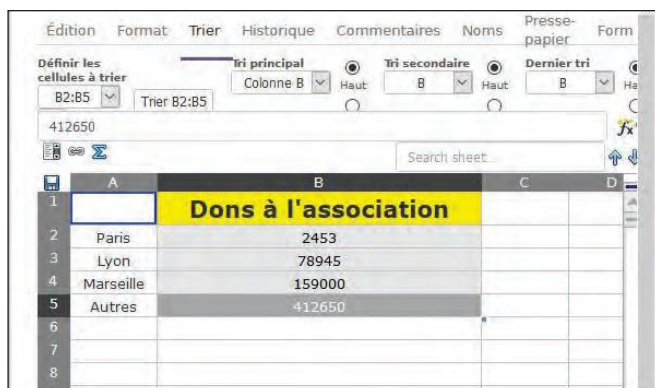 Édition Format Trier Historique Commentaires Noms Presse-papier Form
Définir les cellules à trier
Tri principal
Haut
Tri secondaire
Haut
Dernier tri
Ha
B2:B5
Trier B2:B5
Colonne B
B
B
412650
fx
Σ
Search sheet
A B C D
1 Dons à l'association
2 Paris 2453
3 Lyon 78945
4 Marseille 159000
5 Autres 412650
6
7
8